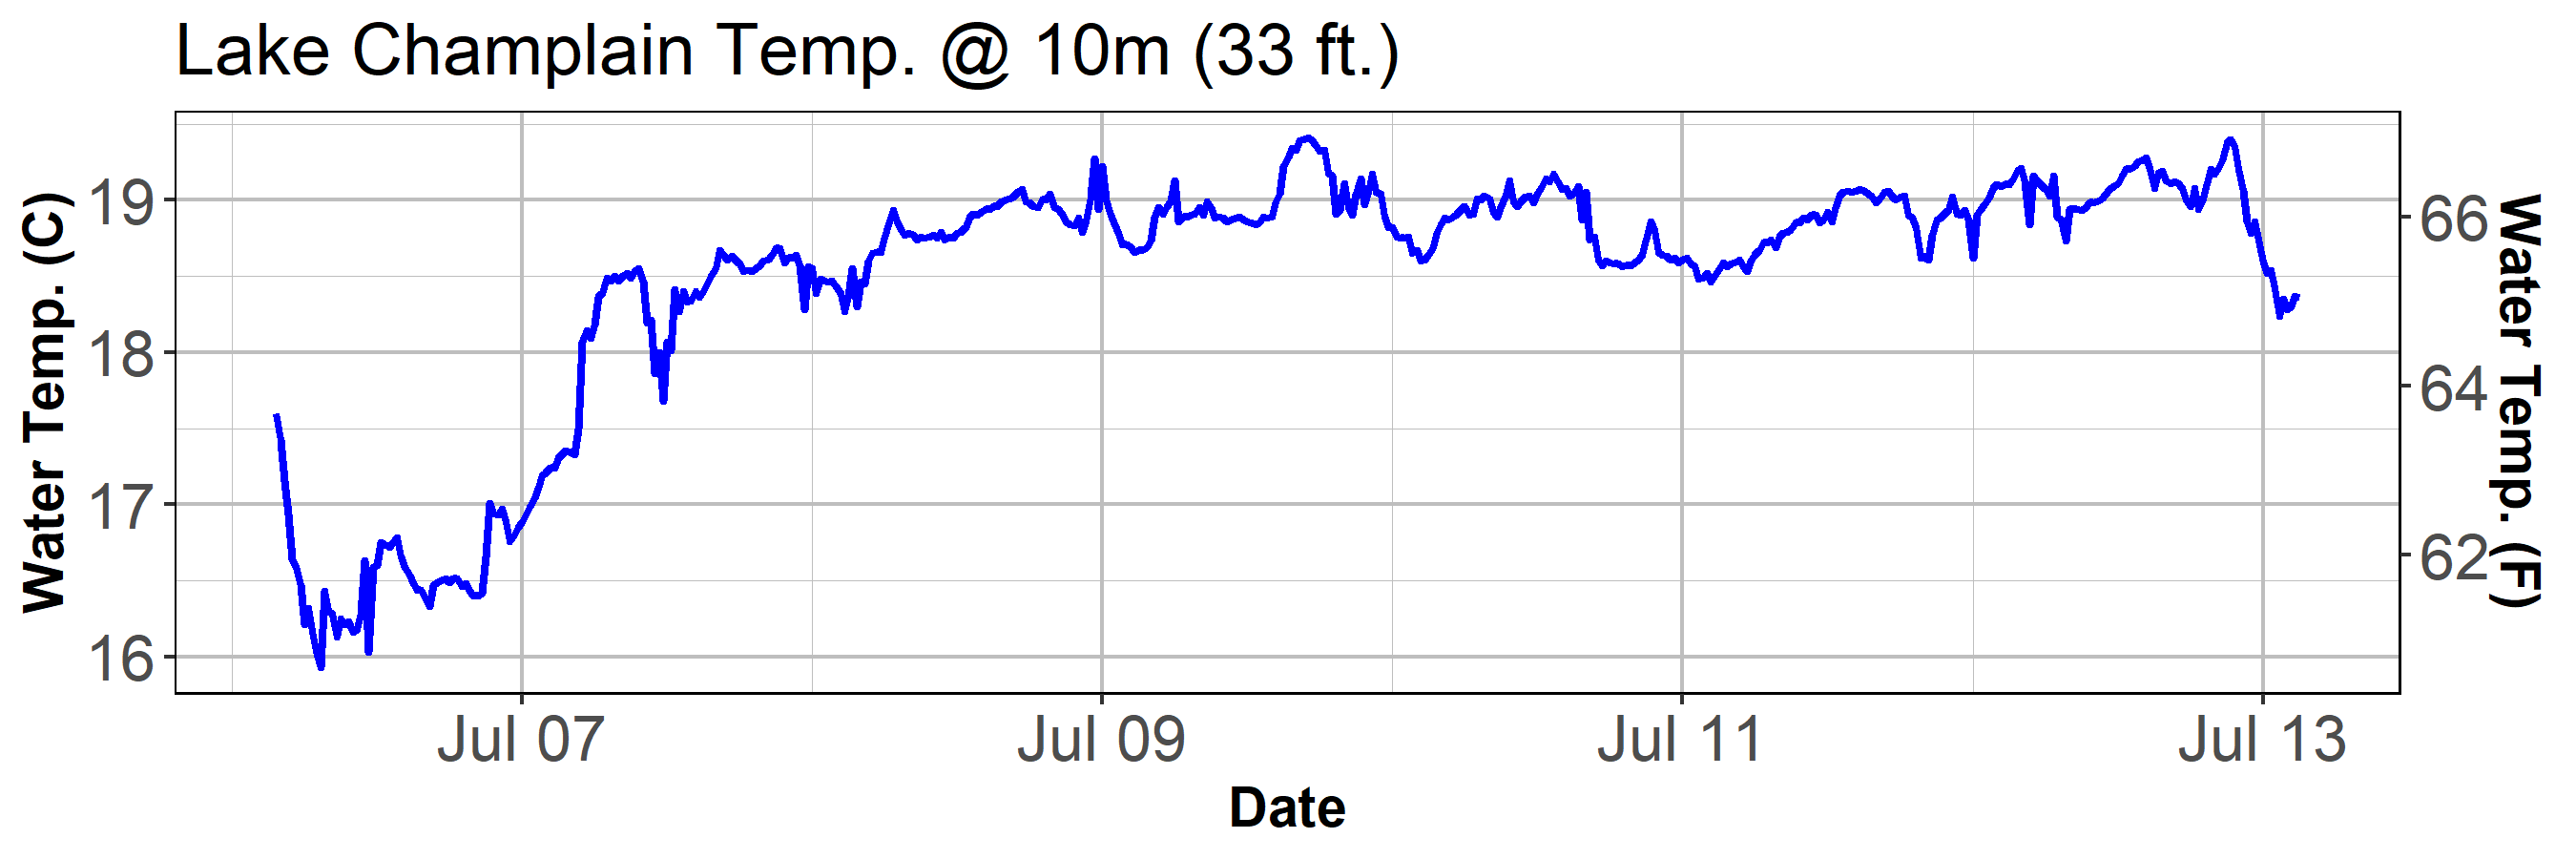 Lake Champlain Temp. @ 10m (33 ft.)
Water Temp. (C)
19
18
17
16
66
64
62
Water Temp. (F)
Jul 07
Jul 09
Jul 11
Jul 13
Date